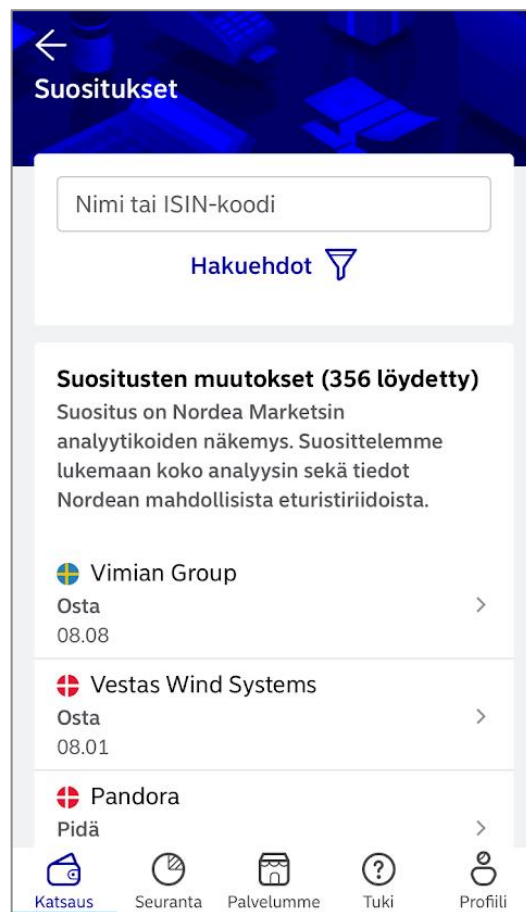 Suositukset
Nimi tai ISIN-koodi
Hakuehdot
Suositusten muutokset (356 löydetty)
Suositus on Nordea Marketsin
analyytikoiden näkemys. Suosittelemme
lukemaan koko analyysin sekä tiedot
Nordean mahdollisista eturistiriidoista.
Vimian Group
Osta
08.08
Vestas Wind Systems
Osta
08.01
Pandora
Pidä
Katsaus Seuranta Palvelumme Tuki Profiili